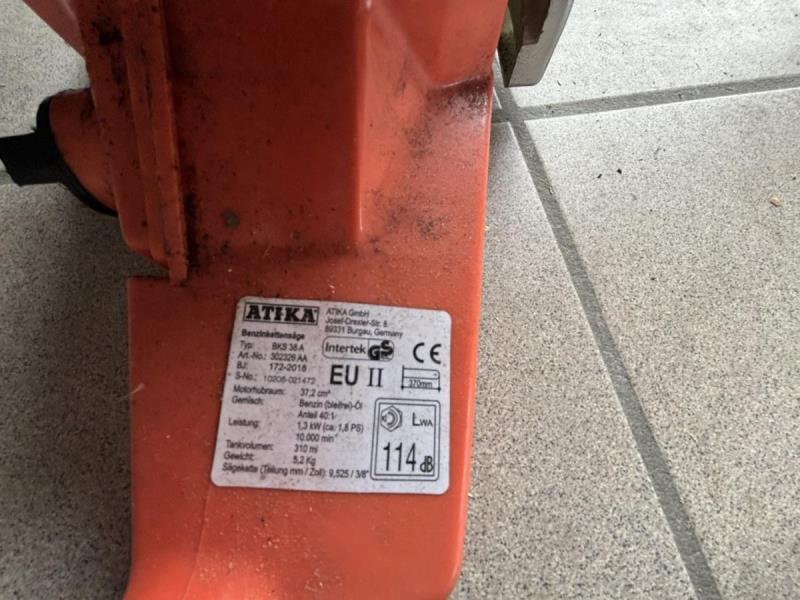 ATIKA
ATIKA GmbH
Josef-Drexler-Str. 8
89331 Burgau, Germany
Benzinkettensäge
Typ: BKS 38 A
Art.-No.: 302326 AA
BJ: 172-2018
S-No.: 10206-021472
Intertek GS CE
EU II
370mm
Motorhubraum: 37,2 cm³
Gemisch: Benzin (bleifrei)-Öl
Anteil 40:1
Leistung: 1,3 kW (ca: 1,8 PS)
10.000 min⁻
Tankvolumen: 310 ml
Gewicht: 5,2 Kg
Sägekette (Teilung mm / Zoll): 9,525 / 3/8"
LWA
114 dB